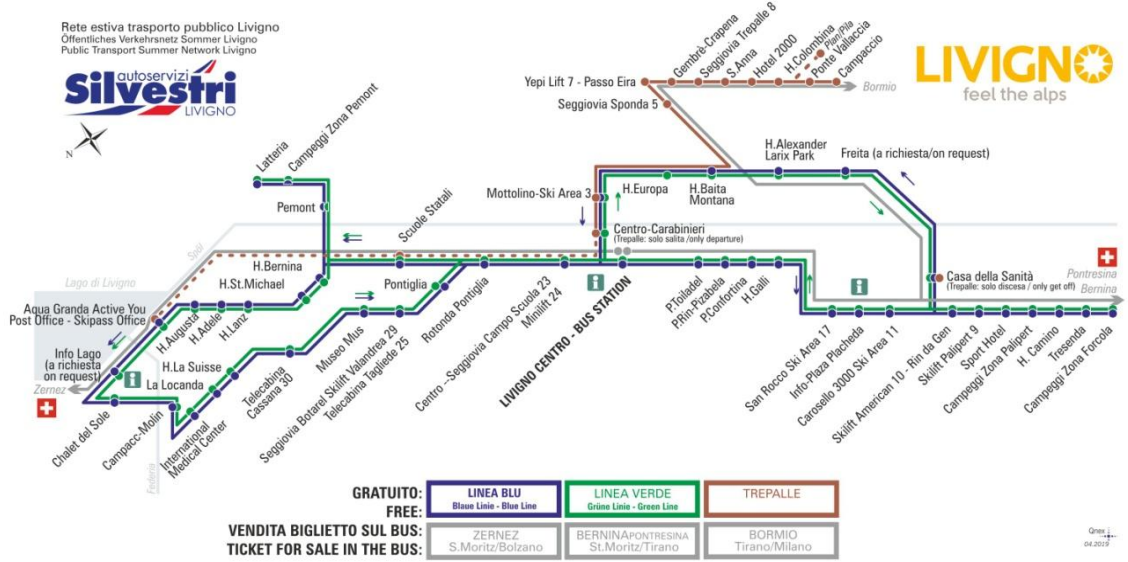 Rete estiva trasporto pubblico Livigno
Öffentliches Verkehrsnetz Sommer Livigno
Public Transport Summer Network Livigno
autoservizi
Silvestri
LIVIGNO
N
LIVIGNO
feel the alps
Gembrè-Crapena
Seggiovia Trepalle 8
S.Anna
Hotel 2000
H.Colombina
Plan/Pila
Ponte Vallaccia
Campaccio
Yepi Lift 7 - Passo Eira
Bormio
Seggiovia Sponda 5
Latteria
Campeggi Zona Pemont
Pemont
H.Alexander
Larix Park
Freita (a richiesta/on request)
Mottolino-Ski Area 3
H.Europa
H.Baita
Montana
Scuole Statali
Centro-Carabinieri
(Trepalle: solo salita /only departure)
Spöl
Lago di Livigno
H.Bernina
H.St.Michael
Pontiglia
Casa della Sanità
(Trepalle: solo discesa / only get off)
Pontresina
Bernina
Aqua Granda Active You
Post Office - Skipass Office
H.Augusta
H.Adele
H.Lanz
Rotonda Pontiglia
Centro --Seggiovia Campo Scuola 23
Minilift 24
LIVIGNO CENTRO - BUS STATION
P.Toiladel
P.Rin-Pizabela
P.Confortina
H.Galli
Info Lago
(a richiesta
on request)
Zernez
H.La Suisse
La Locanda
Chalet del Sole
Campacc-Molin
Federia
International
Medical Center
Telecabina
Cassana 30
Museo Mus
Seggiovia Botarel Skilift Valandrea 29
Telecabina Tagliede 25
San Rocco Ski Area 17
Info-Plaza Placheda
Carosello 3000 Ski Area 11
Skilift American 10 - Rin da Gen
Skilift Palipert 9
Sport Hotel
Campeggi Zona Palipert
H. Camino
Tresenda
Campeggi Zona Forcola
GRATUITO:
FREE:
LINEA BLU
Blaue Linie - Blue Line
LINEA VERDE
Grüne Linie - Green Line
TREPALLE
VENDITA BIGLIETTO SUL BUS:
TICKET FOR SALE IN THE BUS:
ZERNEZ
S.Moritz/Bolzano
BERNINAPONTRESINA
St.Moritz/Tirano
BORMIO
Tirano/Milano
Qnex
04.2019